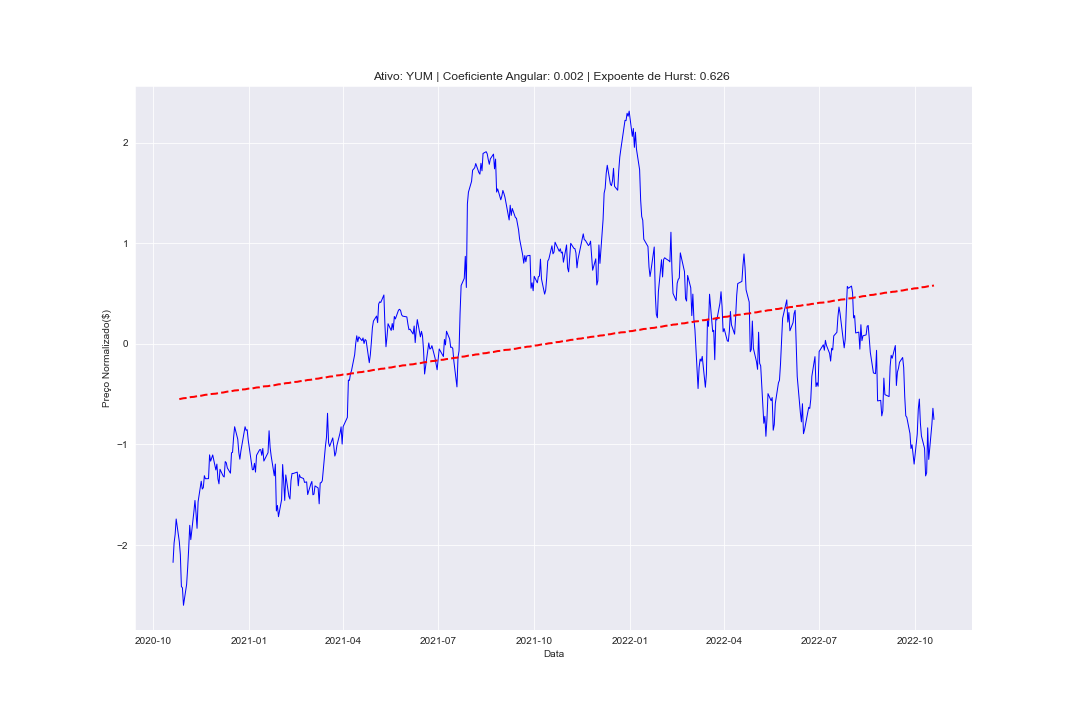 Ativo: YUM | Coeficiente Angular: 0.002 | Expoente de Hurst: 0.626
Preço Normalizado($)
2
1
0
−1
−2
2020-10 2021-01 2021-04 2021-07 2021-10 2022-01 2022-04 2022-07 2022-10
Data